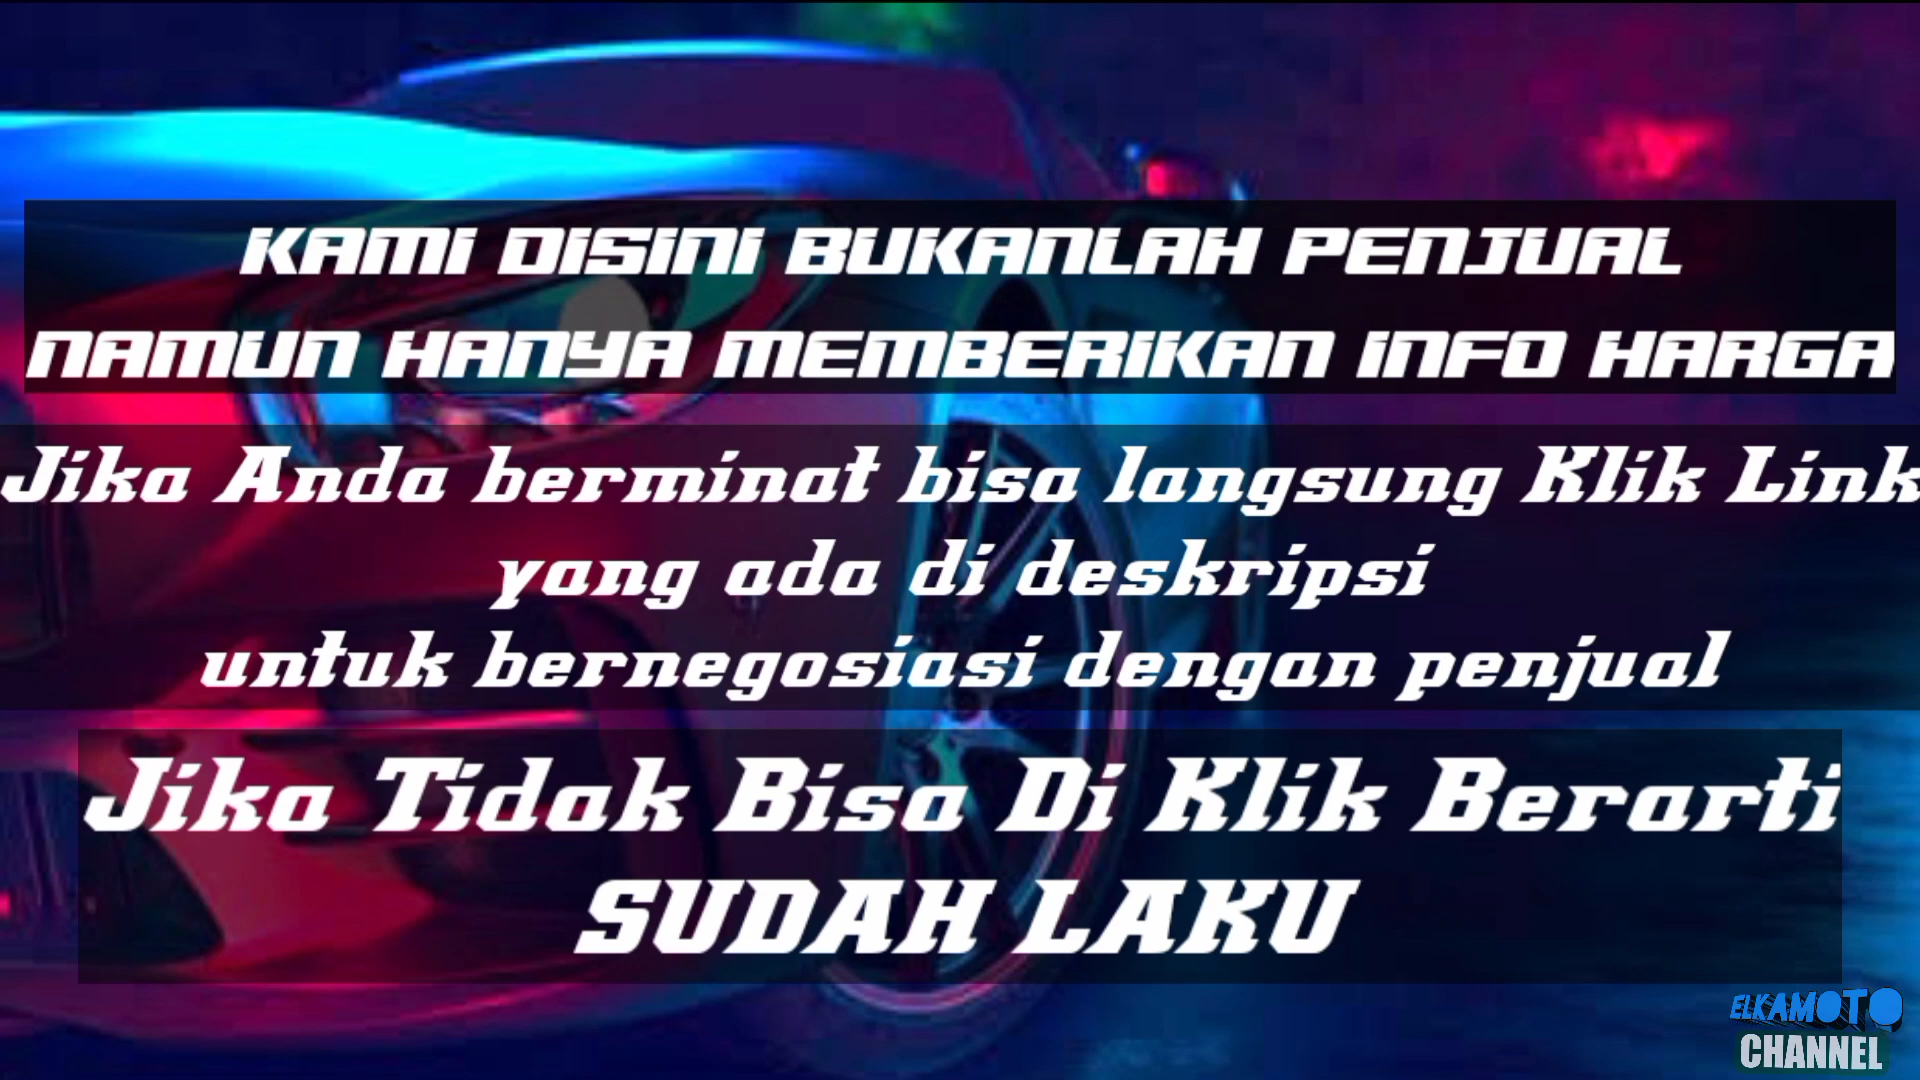 KAMI DISINI BUKANLAH PENJUAL
NAMUN HANYA MEMBERIKAN INFO HARGA
Jika Anda berminat bisa langsung Klik Link
yang ada di deskripsi
untuk bernegosiasi dengan penjual
Jika Tidak Bisa Di Klik Berarti
SUDAH LAKU
ELKAMOTO
CHANNEL